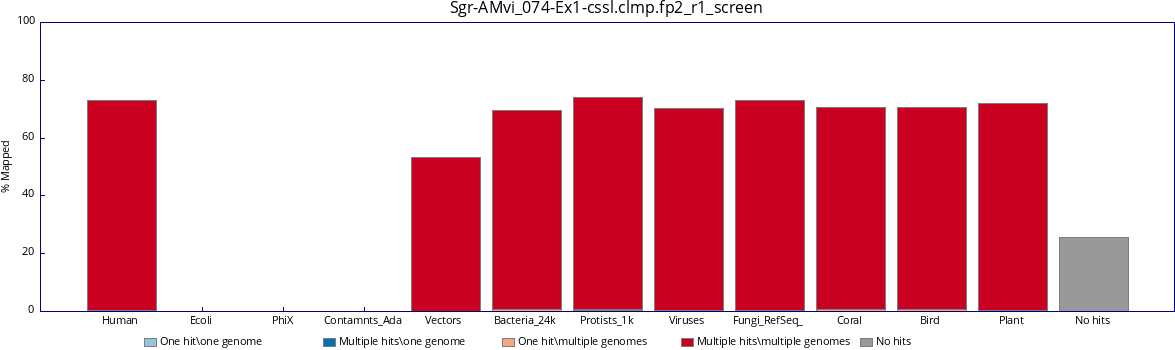 Sgr-AMvi_074-Ex1-cssl.clmp.fp2_r1_screen
100
80
60
40
20
0
% Mapped
Human Ecoli PhiX Contamnts_Ada Vectors Bacteria_24k Protists_1k Viruses Fungi_RefSeq_ Coral Bird Plant No hits
One hit\one genome Multiple hits\one genome One hit\multiple genomes Multiple hits\multiple genomes No hits